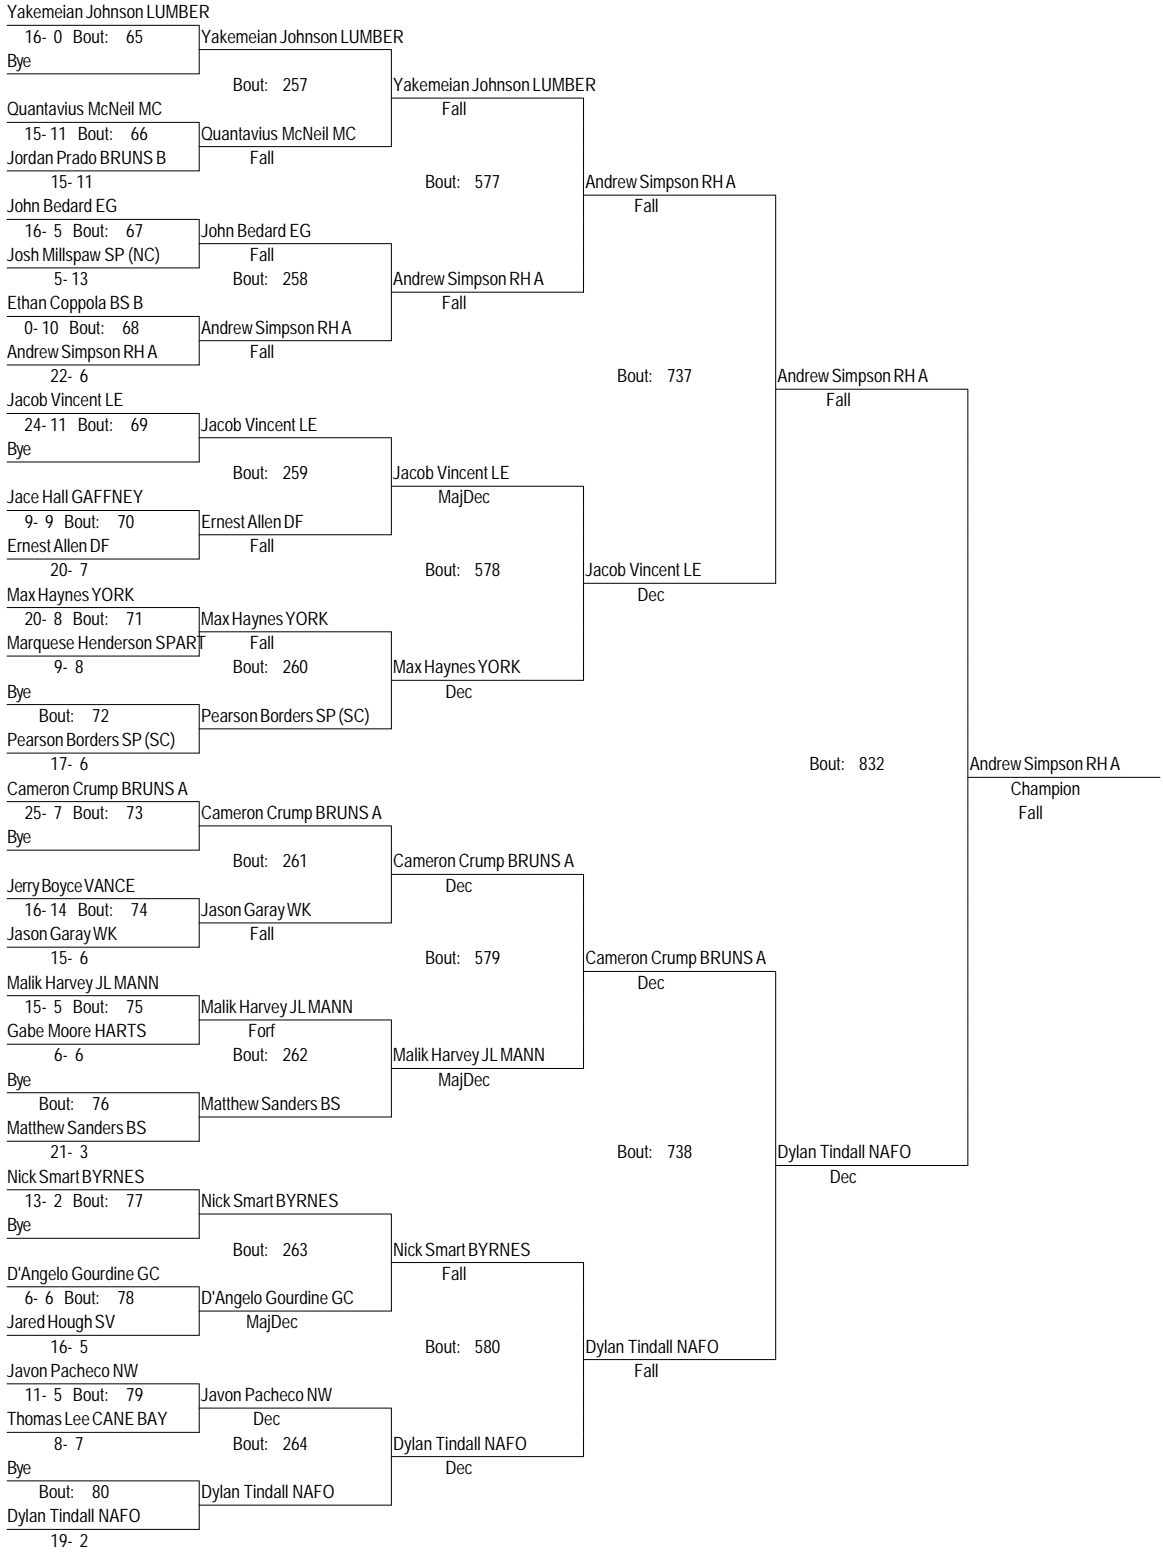 Yakemeian Johnson LUMBER
16- 0 Bout: 65 Yakemeian Johnson LUMBER
Bye
Bout: 257 Yakemeian Johnson LUMBER
Quantavius McNeil MC Fall
15- 11 Bout: 66 Quantavius McNeil MC
Jordan Prado BRUNS B Fall
15- 11 Bout: 577 Andrew Simpson RH A
John Bedard EG Fall
16- 5 Bout: 67 John Bedard EG
Josh Millspaw SP (NC) Fall
5- 13 Bout: 258 Andrew Simpson RH A
Ethan Coppola BS B Fall
0- 10 Bout: 68 Andrew Simpson RH A
Andrew Simpson RH A Fall
22- 6 Bout: 737 Andrew Simpson RH A
Jacob Vincent LE Fall
24- 11 Bout: 69 Jacob Vincent LE
Bye
Bout: 259 Jacob Vincent LE
Jace Hall GAFFNEY MajDec
9- 9 Bout: 70 Ernest Allen DF
Ernest Allen DF Fall
20- 7 Bout: 578 Jacob Vincent LE
Max Haynes YORK Dec
20- 8 Bout: 71 Max Haynes YORK
Marquese Henderson SPART Fall
9- 8 Bout: 260 Max Haynes YORK
Bye Dec
Bout: 72 Pearson Borders SP (SC)
Pearson Borders SP (SC)
17- 6 Bout: 832 Andrew Simpson RH A
Cameron Crump BRUNS A Champion
25- 7 Bout: 73 Cameron Crump BRUNS A Fall
Bye
Bout: 261 Cameron Crump BRUNS A
Jerry Boyce VANCE Dec
16- 14 Bout: 74 Jason Garay WK
Jason Garay WK Fall
15- 6 Bout: 579 Cameron Crump BRUNS A
Malik Harvey JL MANN Dec
15- 5 Bout: 75 Malik Harvey JL MANN
Gabe Moore HARTS Forf
6- 6 Bout: 262 Malik Harvey JL MANN
Bye MajDec
Bout: 76 Matthew Sanders BS
Matthew Sanders BS
21- 3 Bout: 738 Dylan Tindall NAFO
Nick Smart BYRNES Dec
13- 2 Bout: 77 Nick Smart BYRNES
Bye
Bout: 263 Nick Smart BYRNES
D'Angelo Gourdine GC Fall
6- 6 Bout: 78 D'Angelo Gourdine GC
Jared Hough SV MajDec
16- 5 Bout: 580 Dylan Tindall NAFO
Javon Pacheco NW Fall
11- 5 Bout: 79 Javon Pacheco NW
Thomas Lee CANE BAY Dec
8- 7 Bout: 264 Dylan Tindall NAFO
Bye Dec
Bout: 80 Dylan Tindall NAFO
Dylan Tindall NAFO
19- 2